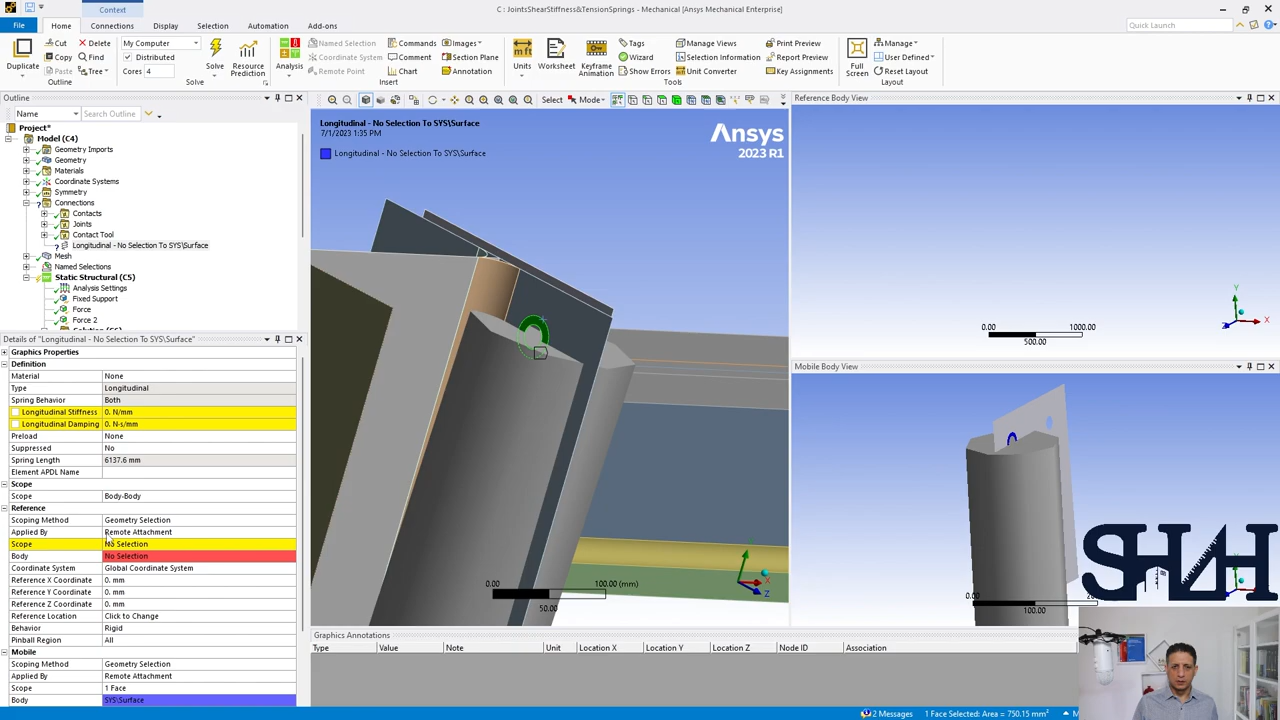 C : JointsShearStiffness&TensionSprings - Mechanical [Ansys Mechanical Enterprise]
Context
File Home Connections Display Selection Automation Add-ons Quick Launch
Duplicate Cut Delete My Computer Solve Resource Prediction Analysis Named Selection Commands Images Units Worksheet Keyframe Animation Tags Manage Views Print Preview Full Screen Manage
Copy Find Distributed Coordinate System Comment Section Plane Wizard Selection Information Report Preview User Defined
Paste Tree Cores 4 Remote Point Chart Annotation Show Errors Unit Converter Key Assignments Reset Layout
Outline Solve Insert Tools Layout
Outline
Name Search Outline
Project*
Model (C4)
Geometry Imports
Geometry
Materials
Coordinate Systems
Symmetry
Connections
Contacts
Joints
Contact Tool
Longitudinal - No Selection To SYS\Surface
Mesh
Named Selections
Static Structural (C5)
Analysis Settings
Fixed Support
Force
Force 2
Details of "Longitudinal - No Selection To SYS\Surface"
Graphics Properties
Definition
Material None
Type Longitudinal
Spring Behavior Both
Longitudinal Stiffness 0. N/mm
Longitudinal Damping 0. N·s/mm
Preload None
Suppressed No
Spring Length 6137.6 mm
Element APDL Name
Scope
Scope Body-Body
Reference
Scoping Method Geometry Selection
Applied By Remote Attachment
Scope No Selection
Body No Selection
Coordinate System Global Coordinate System
Reference X Coordinate 0. mm
Reference Y Coordinate 0. mm
Reference Z Coordinate 0. mm
Reference Location Click to Change
Behavior Rigid
Pinball Region All
Mobile
Scoping Method Geometry Selection
Applied By Remote Attachment
Scope 1 Face
Body SYS\Surface
Select Mode
Longitudinal - No Selection To SYS\Surface
7/1/2023 1:35 PM
Longitudinal - No Selection To SYS\Surface
Ansys
2023 R1
0.00 100.00 (mm)
50.00
Y
X
Z
Graphics Annotations
Type Value Note Unit Location X Location Y Location Z Node ID Association
Reference Body View
0.00 1000.00
500.00
Y
X
Z
Mobile Body View
0.00
100.00
2 Messages 1 Face Selected: Area = 750.15 mm²